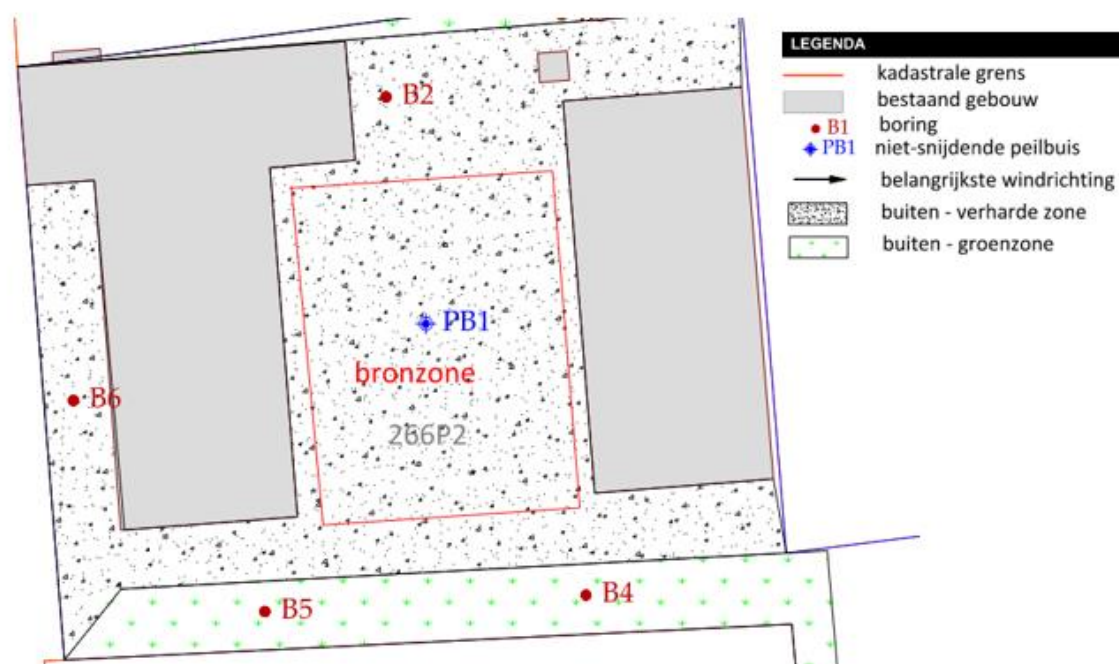 B2
PB1
bronzone
266P2
B6
B5
B4
LEGENDA
kadastrale grens
bestaand gebouw
B1 boring
PB1 niet-snijdende peilbuis
belangrijkste windrichting
buiten - verharde zone
buiten - groenzone